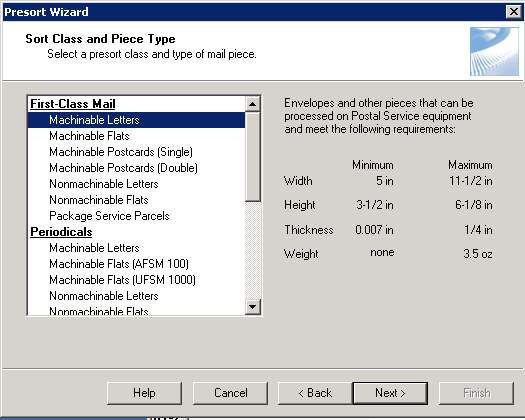 Presort Wizard
Sort Class and Piece Type
Select a presort class and type of mail piece.
First-Class Mail
Machinable Letters
Machinable Flats
Machinable Postcards (Single)
Machinable Postcards (Double)
Nonmachinable Letters
Nonmachinable Flats
Package Service Parcels
Periodicals
Machinable Letters
Machinable Flats (AFSM 100)
Machinable Flats (UFSM 1000)
Nonmachinable Letters
Nonmachinable Flats
Envelopes and other pieces that can be
processed on Postal Service equipment
and meet the following requirements:
Minimum Maximum
Width 5 in 11-1/2 in
Height 3-1/2 in 6-1/8 in
Thickness 0.007 in 1/4 in
Weight none 3.5 oz
Help Cancel < Back Next > Finish